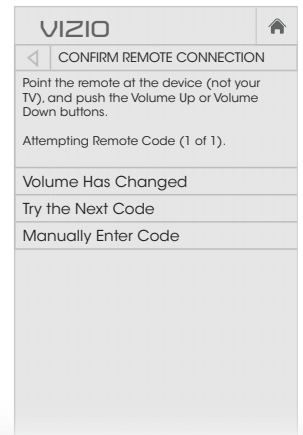 VIZIO
CONFIRM REMOTE CONNECTION
Point the remote at the device (not your
TV), and push the Volume Up or Volume
Down buttons.
Attempting Remote Code (1 of 1).
Volume Has Changed
Try the Next Code
Manually Enter Code